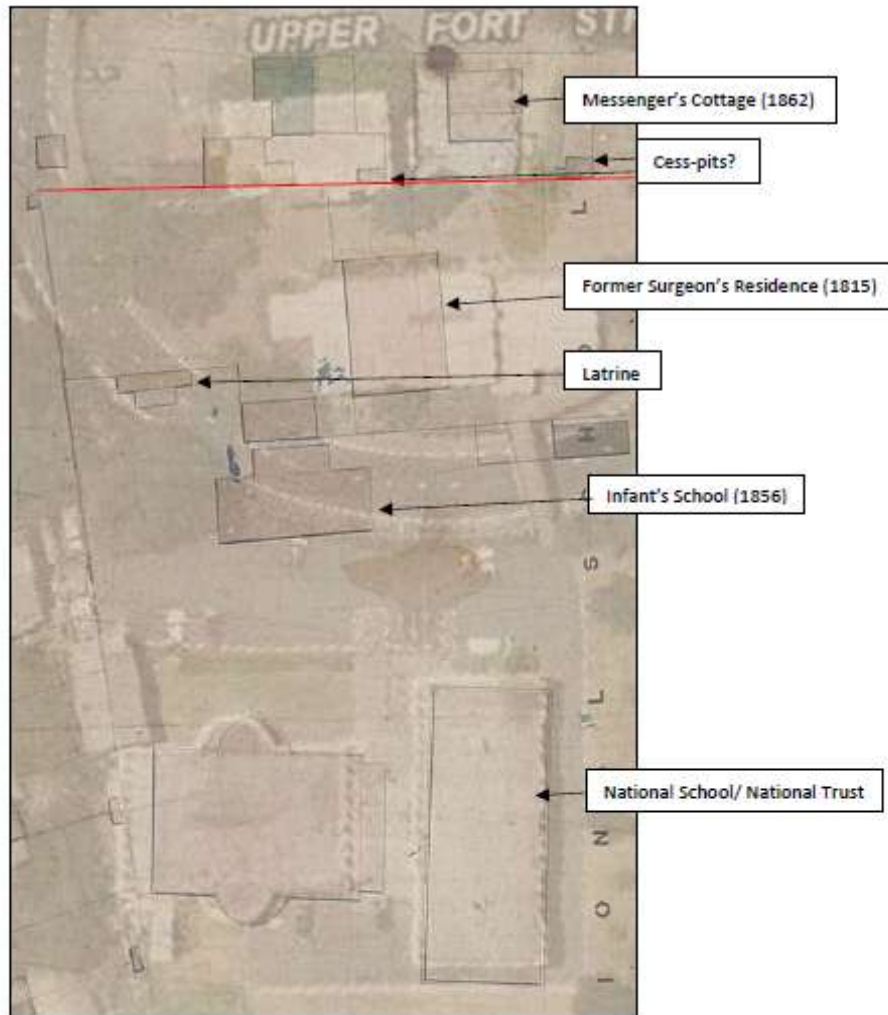 UPPER FORT ST
Messenger's Cottage (1862)
Cess-pits?
L
Former Surgeon's Residence (1815)
Latrine
H
Infant's School (1856)
S
L
National School/ National Trust
N
O
I